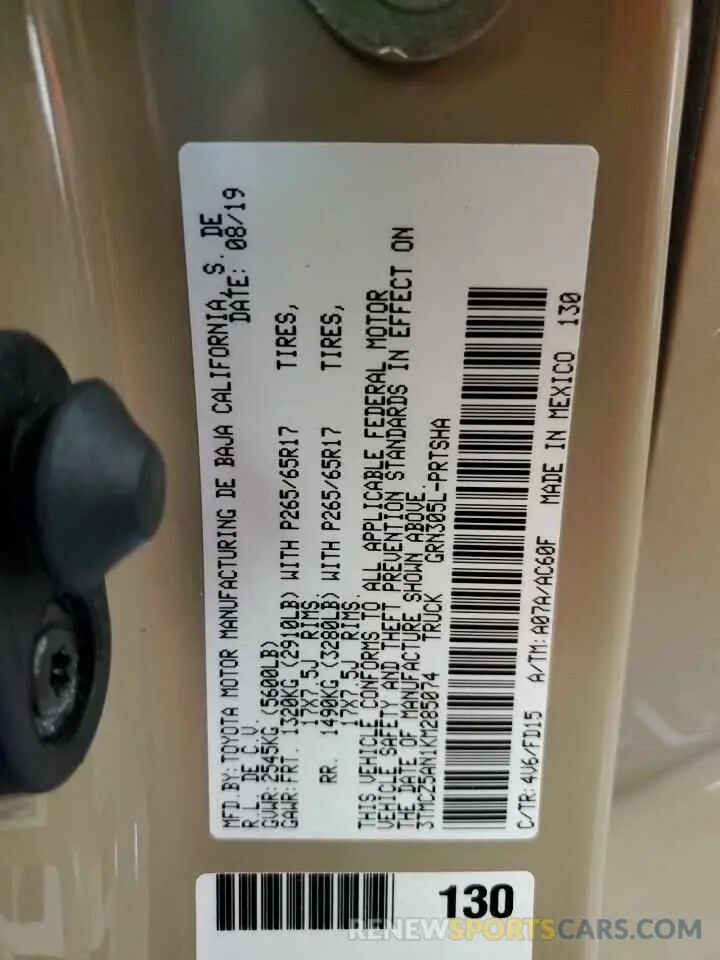 MFD.BY:TOYOTA MOTOR MANUFACTURING DE BAJA CALIFORNIA, S. DE
R.L.DE C.V. DATE: 08/19
GVWR:2545KG (5600LB)
GAWR:FRT. 1320KG (2910LB) WITH P265/65R17 TIRES,
17X7.5J RIMS.
RR. 1490KG (3280LB) WITH P265/65R17 TIRES,
17X7.5J RIMS.
THIS VEHICLE CONFORMS TO ALL APPLICABLE FEDERAL MOTOR
VEHICLE SAFETY AND THEFT PREVENTION STANDARDS IN EFFECT ON
THE DATE OF MANUFACTURE SHOWN ABOVE.
3TMCZ5AN1KM285074 TRUCK GRN305L-PRTSHA
C/TR:4V6/FD15 A/TM:A07A/AC60F MADE IN MEXICO 130
130
RENEWSPORTSCARS.COM